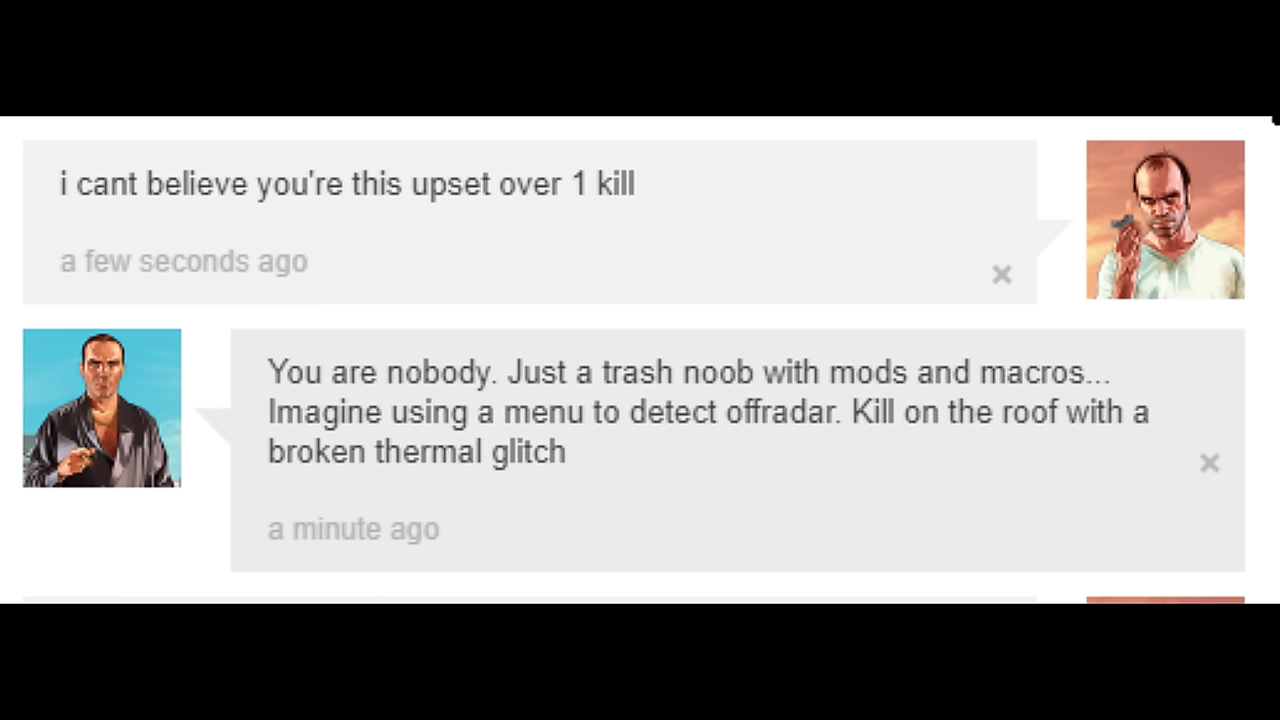 i cant believe you're this upset over 1 kill
a few seconds ago
You are nobody. Just a trash noob with mods and macros...
Imagine using a menu to detect offradar. Kill on the roof with a
broken thermal glitch
a minute ago